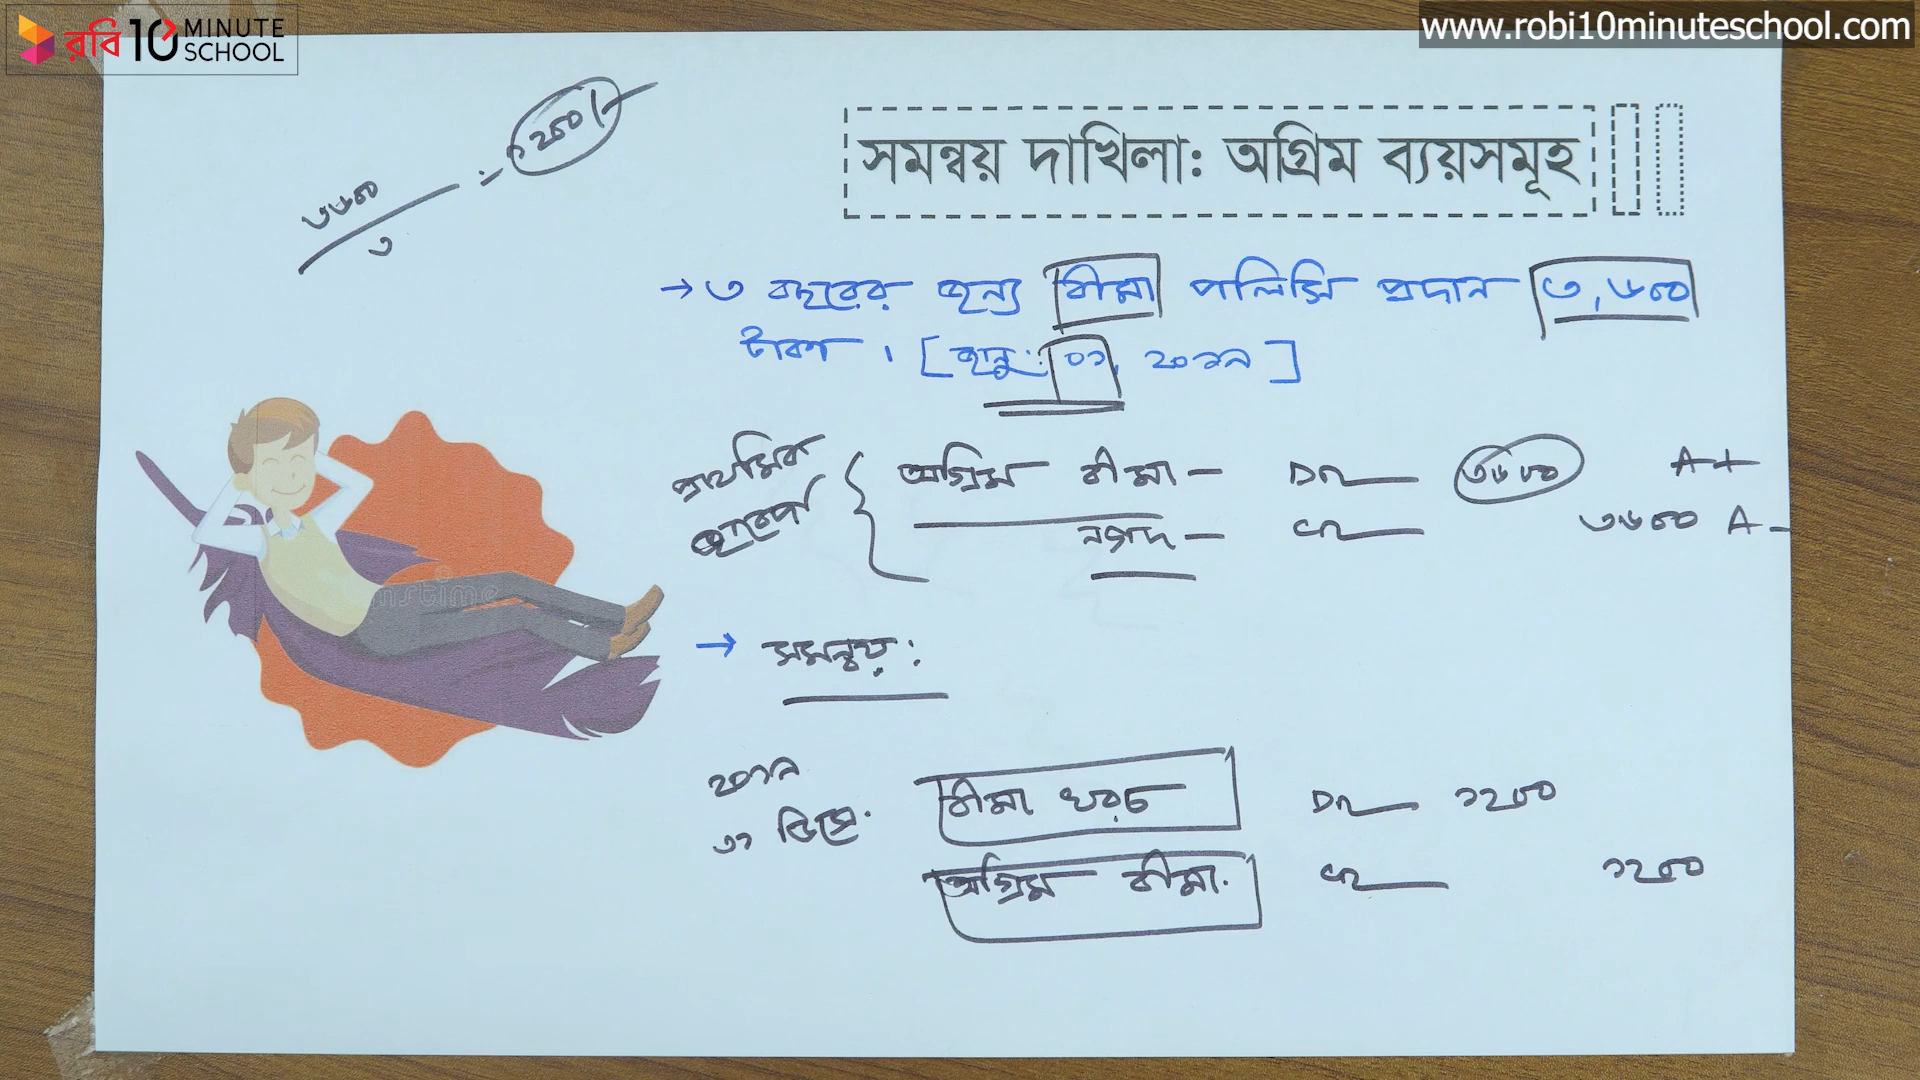 রবি 10 MINUTE SCHOOL
www.robi10minuteschool.com
সমন্বয় দাখিলা: অগ্রিম ব্যয়সমূহ
৩৬০০
৩
= ১২০০/-
→ ৩ বছরের জন্য বীমা পলিসি প্রদান ৩,৬০০
টাকা । [জানু: ০১, ২০১৯]
প্রাথমিক
জাবেদা
অগ্রিম বীমা - Dr ৩৬০০ A+
নগদ - Cr ৩৬০০ A-
→ সমন্বয়:
২০১৯
৩১ ডিসে.
বীমা খরচ Dr ১২০০
অগ্রিম বীমা. Cr ১২০০